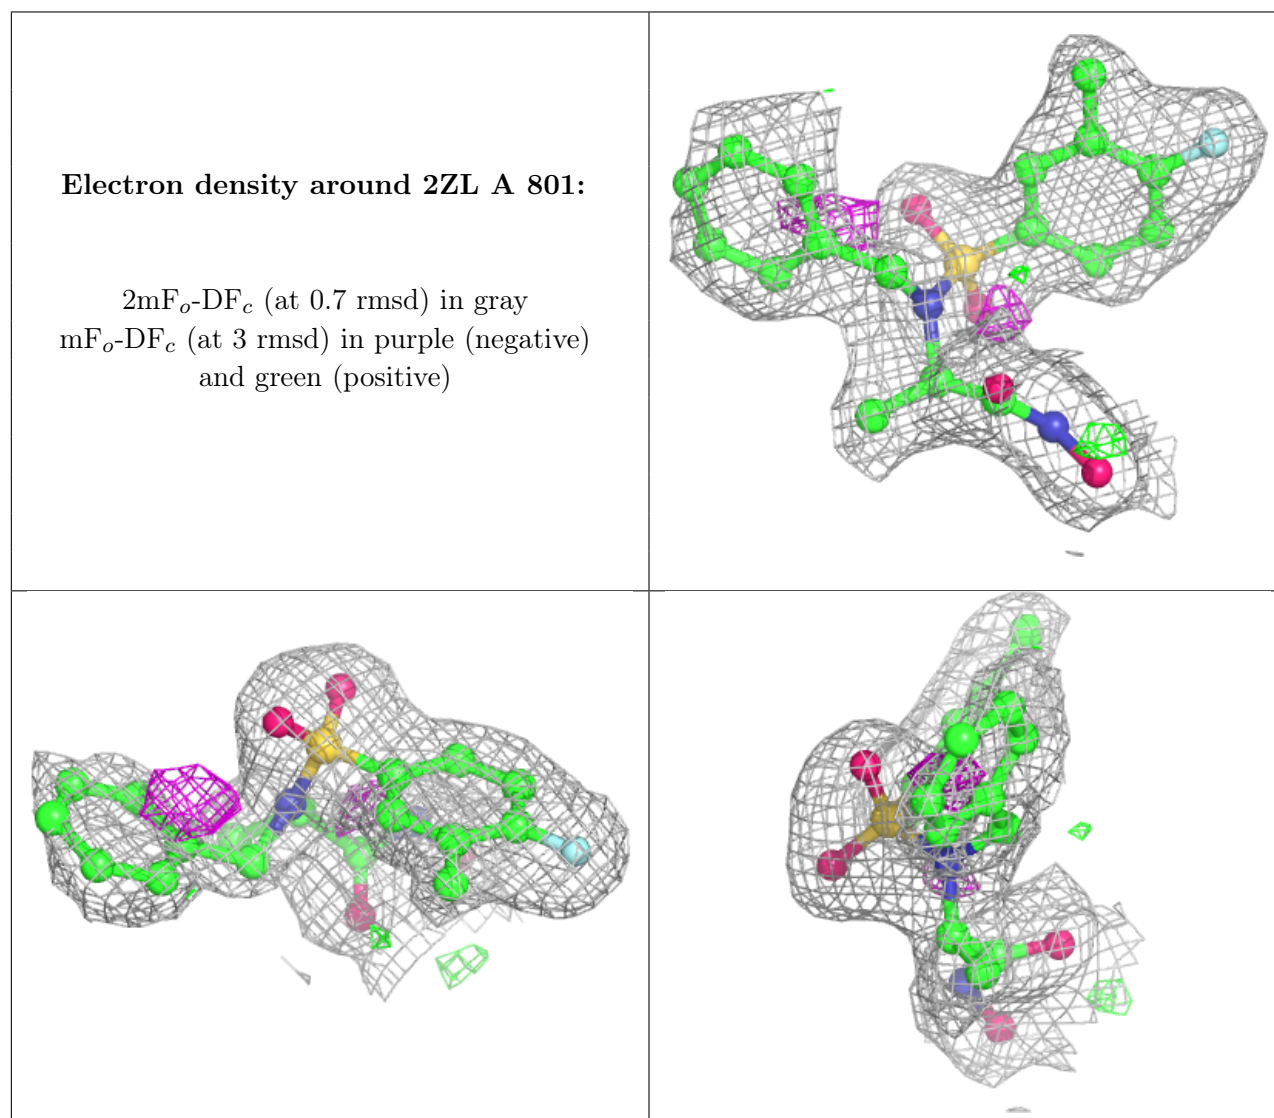 Electron density around 2ZL A 801:
2mFₒ-DF𝒸 (at 0.7 rmsd) in gray
mFₒ-DF𝒸 (at 3 rmsd) in purple (negative)
and green (positive)